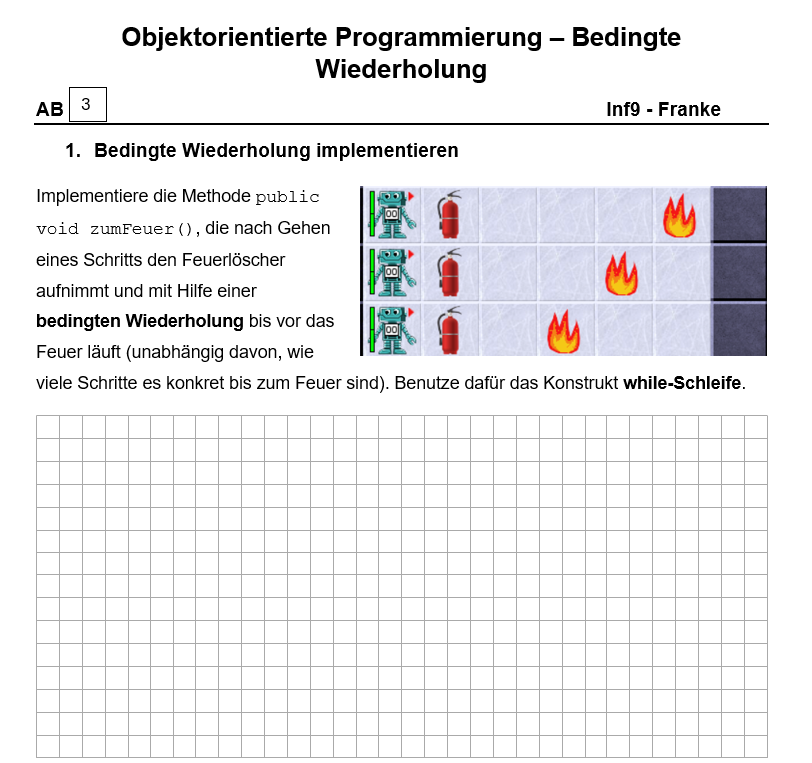 Objektorientierte Programmierung – Bedingte
Wiederholung
AB 3 Inf9 - Franke
1. Bedingte Wiederholung implementieren
Implementiere die Methode public
void zumFeuer(), die nach Gehen
eines Schritts den Feuerlöscher
aufnimmt und mit Hilfe einer
bedingten Wiederholung bis vor das
Feuer läuft (unabhängig davon, wie
viele Schritte es konkret bis zum Feuer sind). Benutze dafür das Konstrukt while-Schleife.